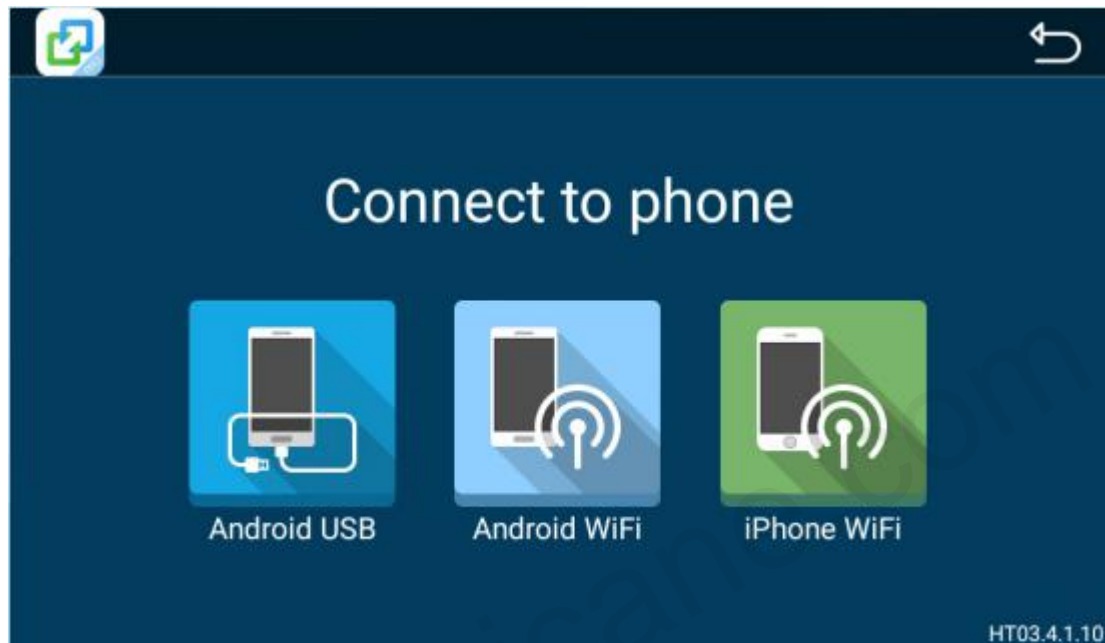 Connect to phone
Android USB
Android WiFi
iPhone WiFi
HT03.4.1.10